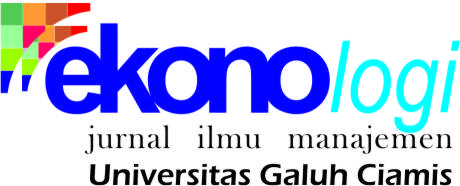 ekonologi
jurnal ilmu manajemen
Universitas Galuh Ciamis